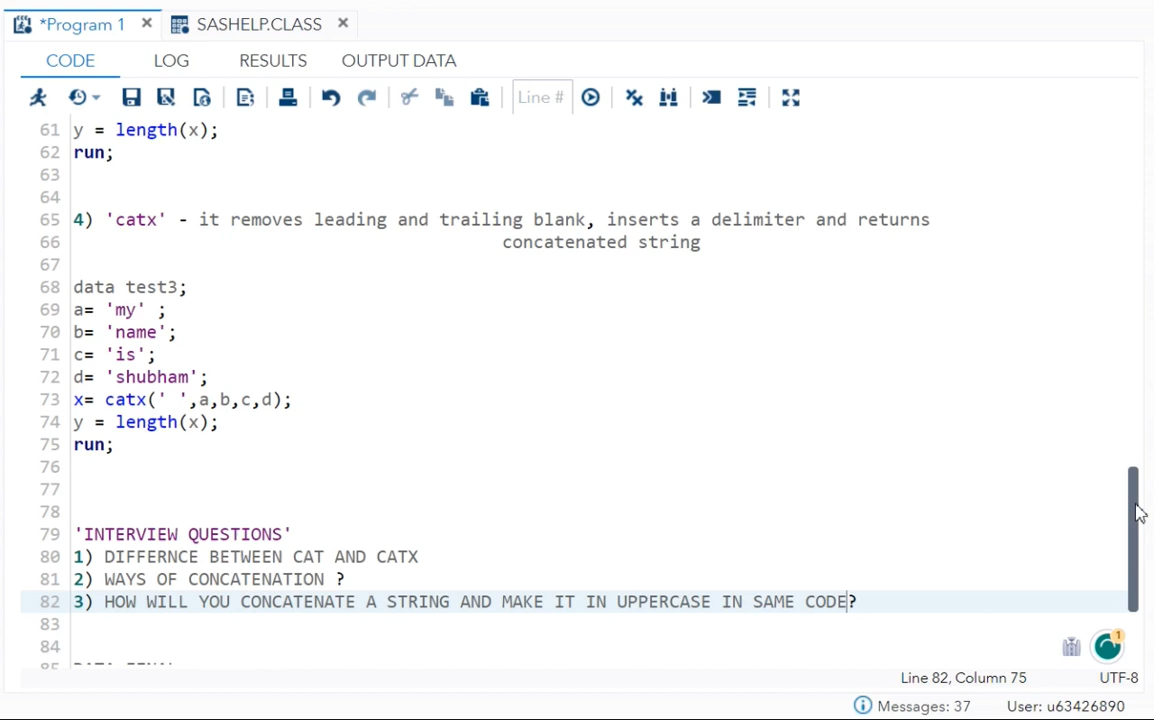 *Program 1 × SASHELP.CLASS ×
CODE LOG RESULTS OUTPUT DATA
Line #
61 y = length(x);
62 run;
63
64
65 4) 'catx' - it removes leading and trailing blank, inserts a delimiter and returns
66 concatenated string
67
68 data test3;
69 a= 'my' ;
70 b= 'name';
71 c= 'is';
72 d= 'shubham';
73 x= catx(' ',a,b,c,d);
74 y = length(x);
75 run;
76
77
78
79 'INTERVIEW QUESTIONS'
80 1) DIFFERNCE BETWEEN CAT AND CATX
81 2) WAYS OF CONCATENATION ?
82 3) HOW WILL YOU CONCATENATE A STRING AND MAKE IT IN UPPERCASE IN SAME CODE?
83
84
1
Line 82, Column 75 UTF-8
Messages: 37 User: u63426890